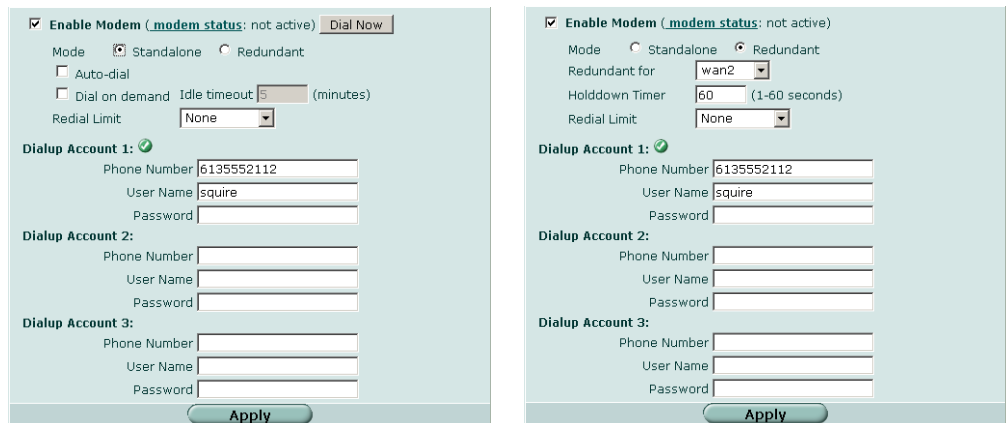 Enable Modem ( modem status: not active) Dial Now
Mode Standalone Redundant
Auto-dial
Dial on demand Idle timeout 5 (minutes)
Redial Limit None
Dialup Account 1:
Phone Number 6135552112
User Name squire
Password
Dialup Account 2:
Phone Number
User Name
Password
Dialup Account 3:
Phone Number
User Name
Password
Apply
Enable Modem ( modem status: not active)
Mode Standalone Redundant
Redundant for wan2
Holddown Timer 60 (1-60 seconds)
Redial Limit None
Dialup Account 1:
Phone Number 6135552112
User Name squire
Password
Dialup Account 2:
Phone Number
User Name
Password
Dialup Account 3:
Phone Number
User Name
Password
Apply